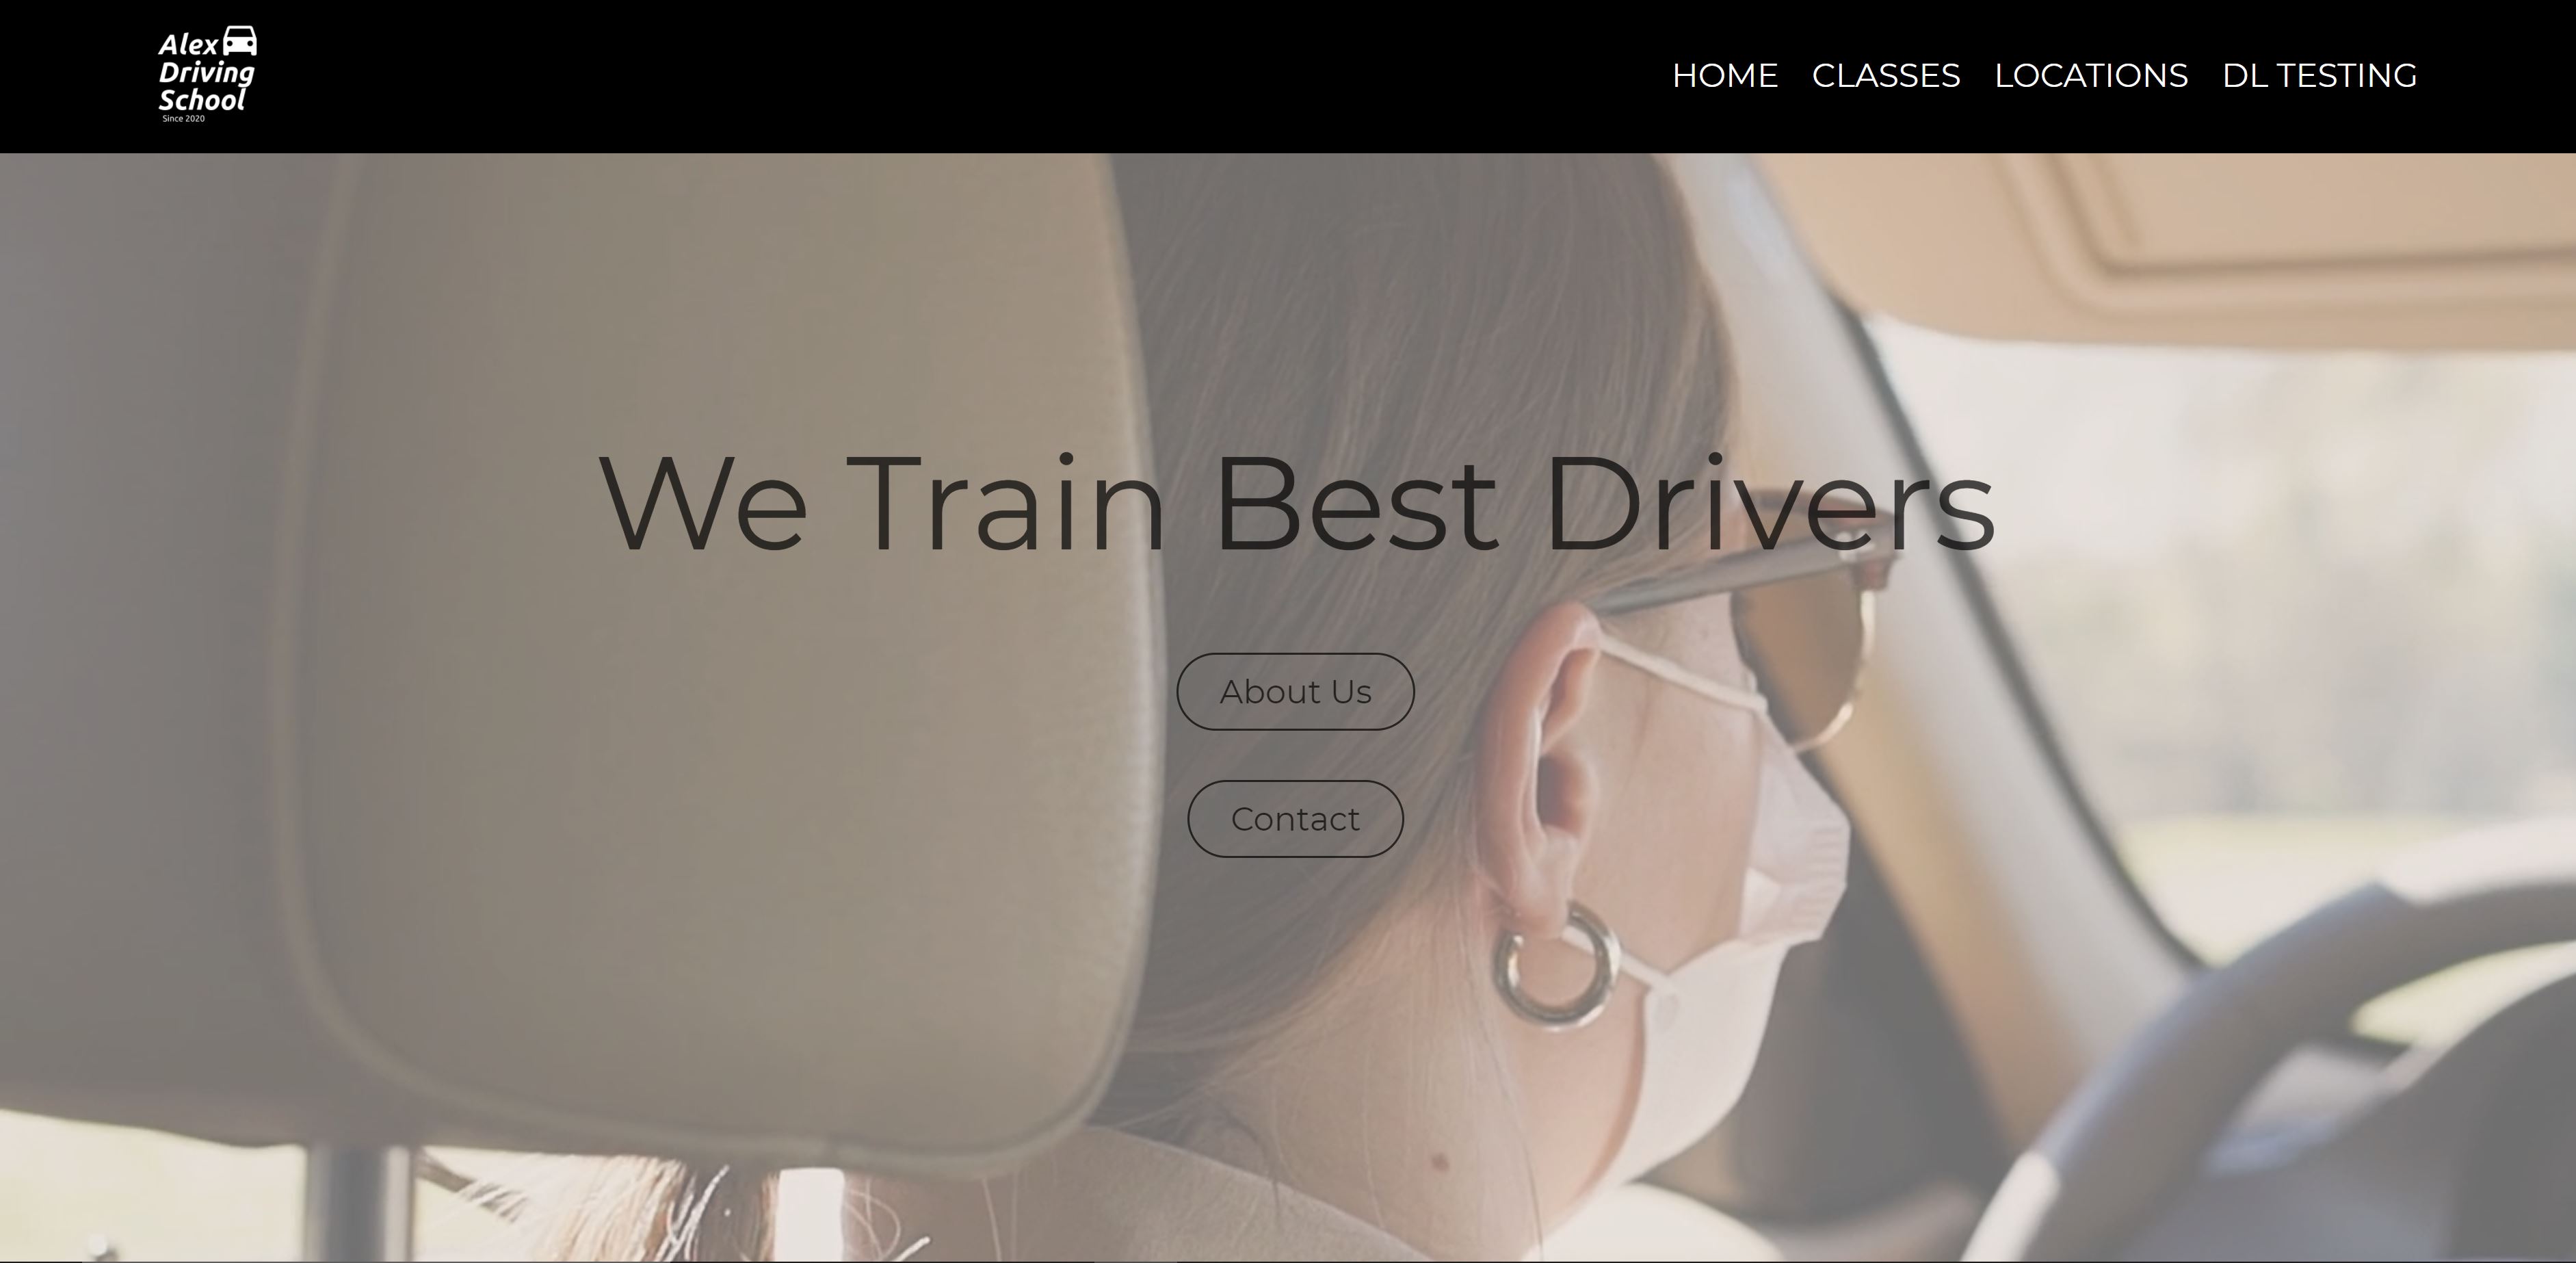 Alex
Driving
School
Since 2020
HOME CLASSES LOCATIONS DL TESTING
We Train Best Drivers
About Us
Contact